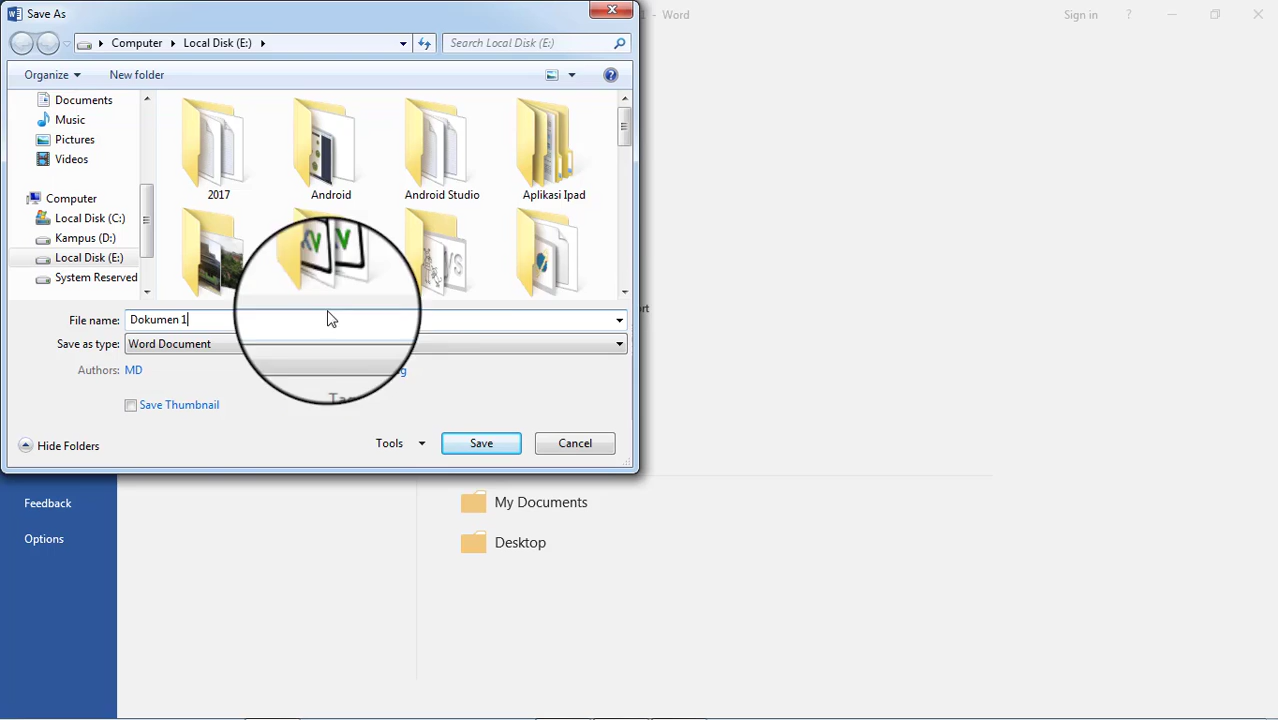 Save As
1 - Word
Sign in
?
Computer
Local Disk (E:)
Search Local Disk (E:)
Organize
New folder
?
Documents
Music
Pictures
Videos
Computer
Local Disk (C:)
Kampus (D:)
Local Disk (E:)
System Reserved
2017
Android
Android Studio
Aplikasi Ipad
File name:
Dokumen 1
Save as type:
Word Document
Authors:
MD
Save Thumbnail
Hide Folders
Tools
Save
Cancel
Feedback
Options
My Documents
Desktop